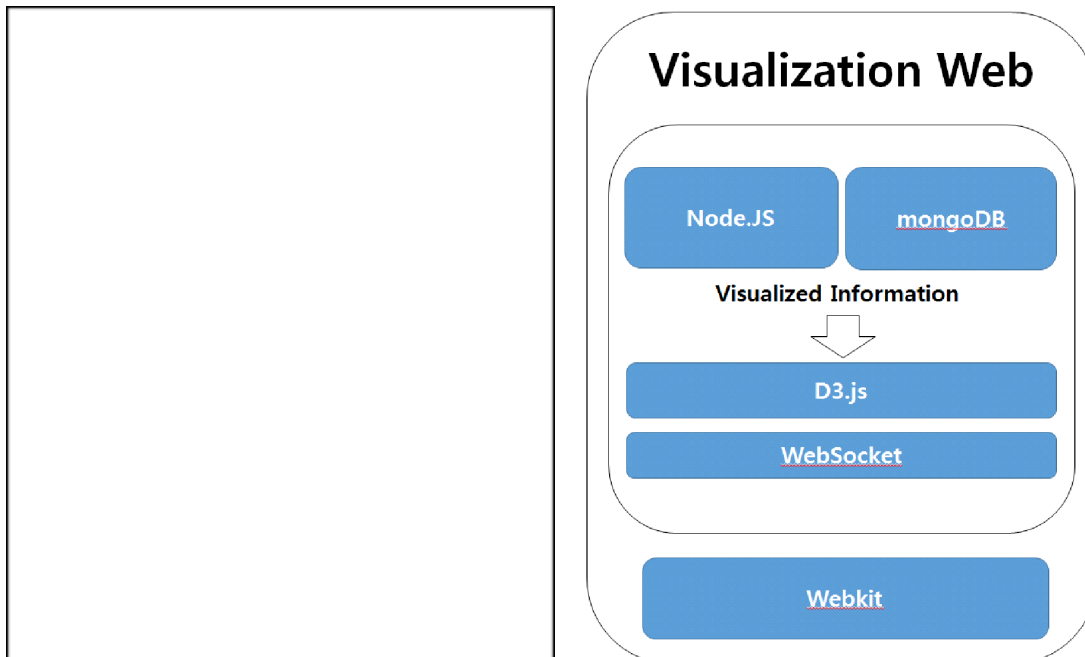 Visualization Web
Node.JS
mongoDB
Visualized Information
D3.js
WebSocket
Webkit